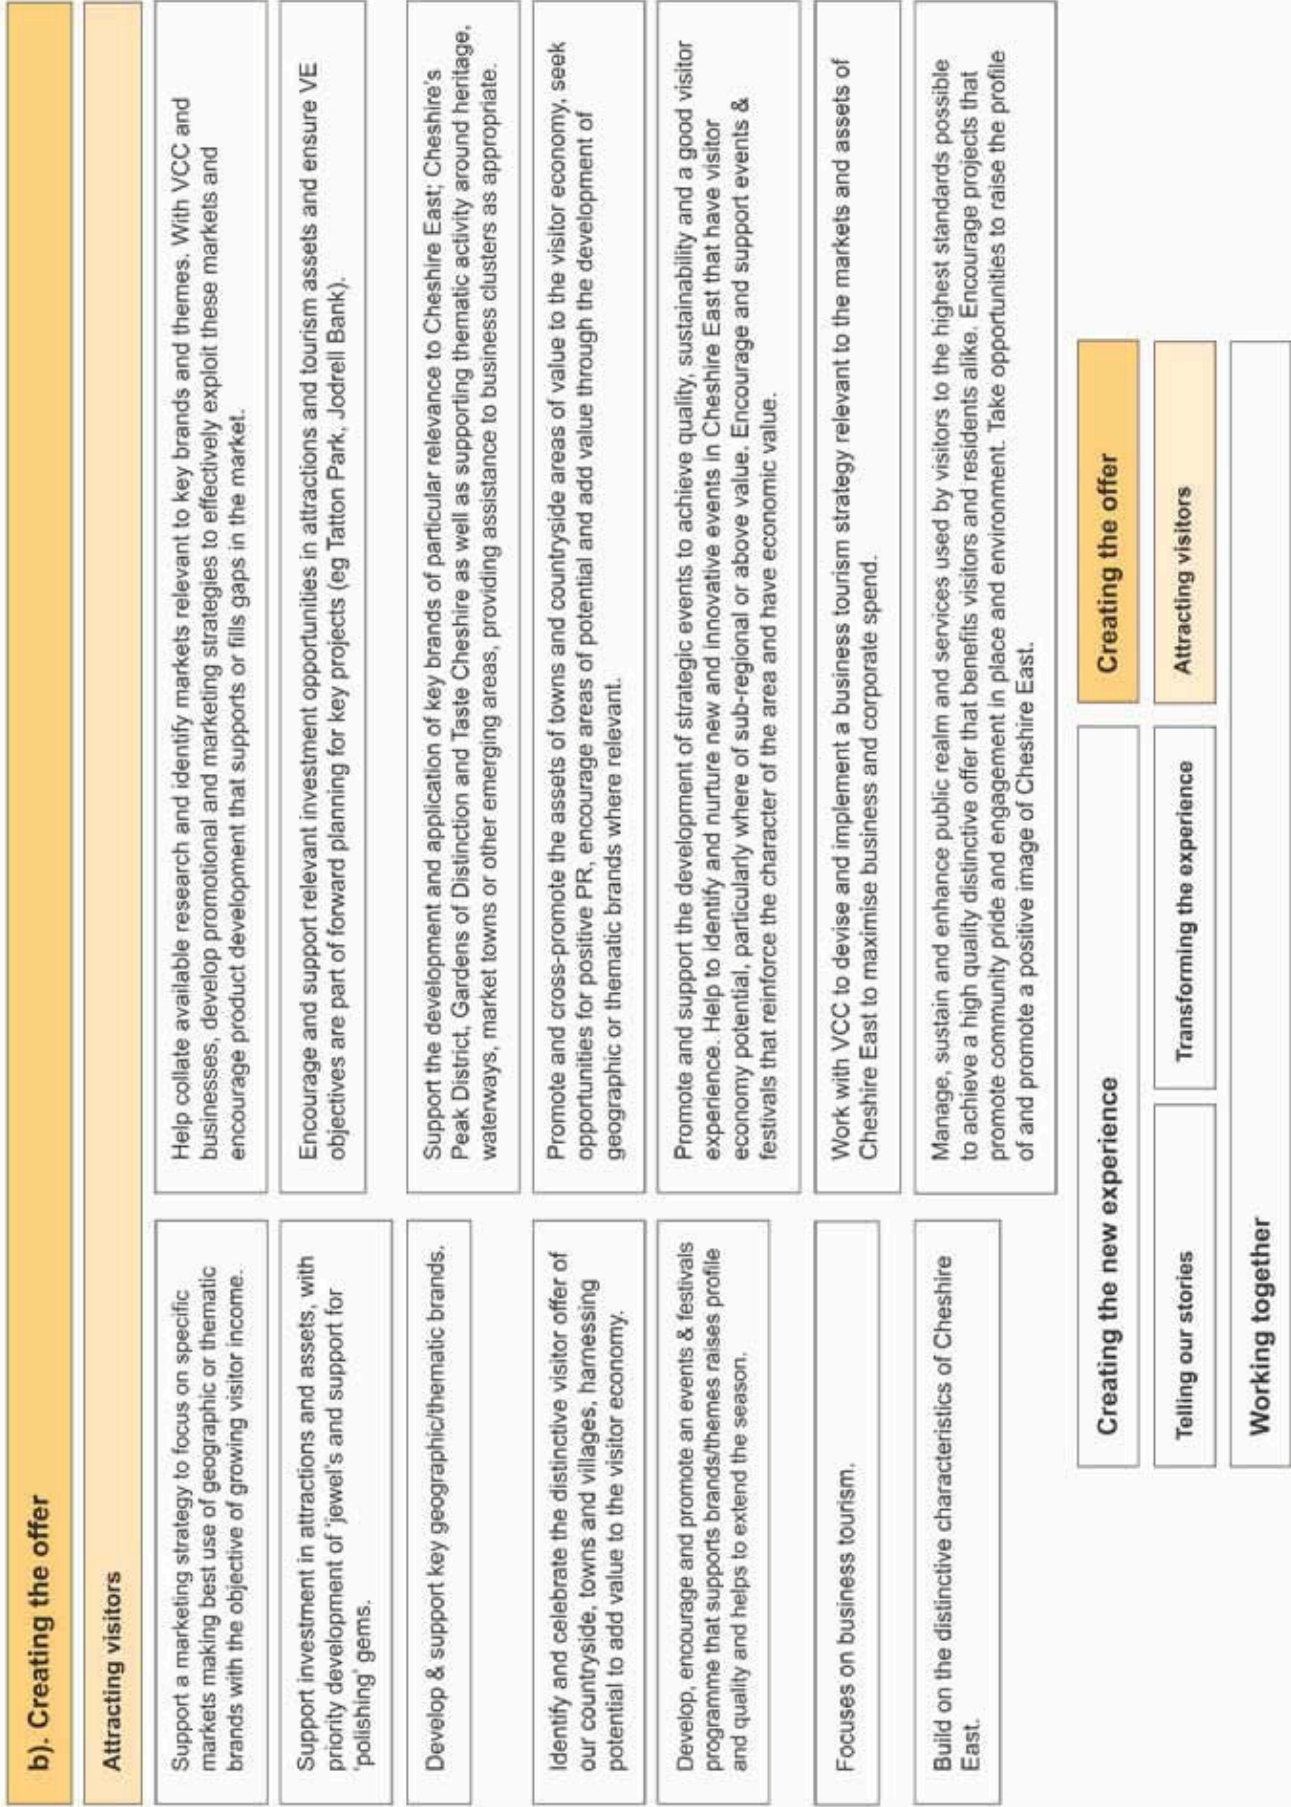 b). Creating the offer
Attracting visitors
Support a marketing strategy to focus on specific
markets making best use of geographic or thematic
brands with the objective of growing visitor income.
Help collate available research and identify markets relevant to key brands and themes. With VCC and
businesses, develop promotional and marketing strategies to effectively exploit these markets and
encourage product development that supports or fills gaps in the market.
Support investment in attractions and assets, with
priority development of 'jewel's and support for
'polishing' gems.
Encourage and support relevant investment opportunities in attractions and tourism assets and ensure VE
objectives are part of forward planning for key projects (eg Tatton Park, Jodrell Bank).
Develop & support key geographic/thematic brands.
Support the development and application of key brands of particular relevance to Cheshire East; Cheshire's
Peak District, Gardens of Distinction and Taste Cheshire as well as supporting thematic activity around heritage,
waterways, market towns or other emerging areas, providing assistance to business clusters as appropriate.
Identify and celebrate the distinctive visitor offer of
our countryside, towns and villages, harnessing
potential to add value to the visitor economy.
Promote and cross-promote the assets of towns and countryside areas of value to the visitor economy, seek
opportunities for positive PR, encourage areas of potential and add value through the development of
geographic or thematic brands where relevant.
Develop, encourage and promote an events & festivals
programme that supports brands/themes raises profile
and quality and helps to extend the season.
Promote and support the development of strategic events to achieve quality, sustainability and a good visitor
experience. Help to identify and nurture new and innovative events in Cheshire East that have visitor
economy potential, particularly where of sub-regional or above value. Encourage and support events &
festivals that reinforce the character of the area and have economic value.
Focuses on business tourism.
Work with VCC to devise and implement a business tourism strategy relevant to the markets and assets of
Cheshire East to maximise business and corporate spend.
Build on the distinctive characteristics of Cheshire
East.
Manage, sustain and enhance public realm and services used by visitors to the highest standards possible
to achieve a high quality distinctive offer that benefits visitors and residents alike. Encourage projects that
promote community pride and engagement in place and environment. Take opportunities to raise the profile
of and promote a positive image of Cheshire East.
Creating the new experience
Creating the offer
Telling our stories
Transforming the experience
Attracting visitors
Working together